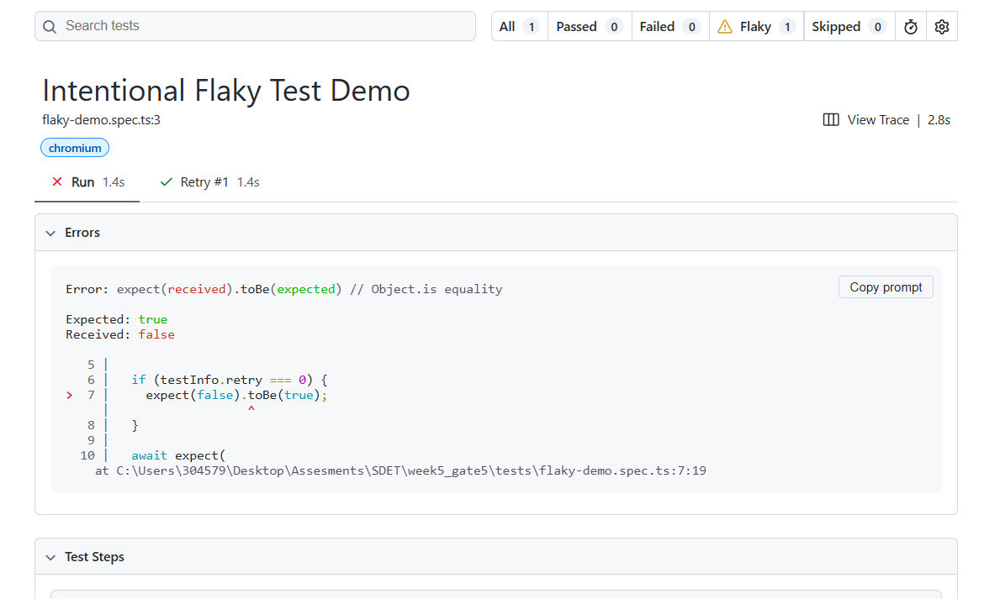 Search tests
All 1 Passed 0 Failed 0 Flaky 1 Skipped 0
Intentional Flaky Test Demo
flaky-demo.spec.ts:3
View Trace | 2.8s
chromium
Run 1.4s Retry #1 1.4s
Errors
Error: expect(received).toBe(expected) // Object.is equality
Copy prompt
Expected: true
Received: false
5 |
6 | if (testInfo.retry === 0) {
> 7 | expect(false).toBe(true);
| ^
8 | }
9 |
10 | await expect(
at C:\Users\304579\Desktop\Assesments\SDET\week5_gate5\tests\flaky-demo.spec.ts:7:19
Test Steps